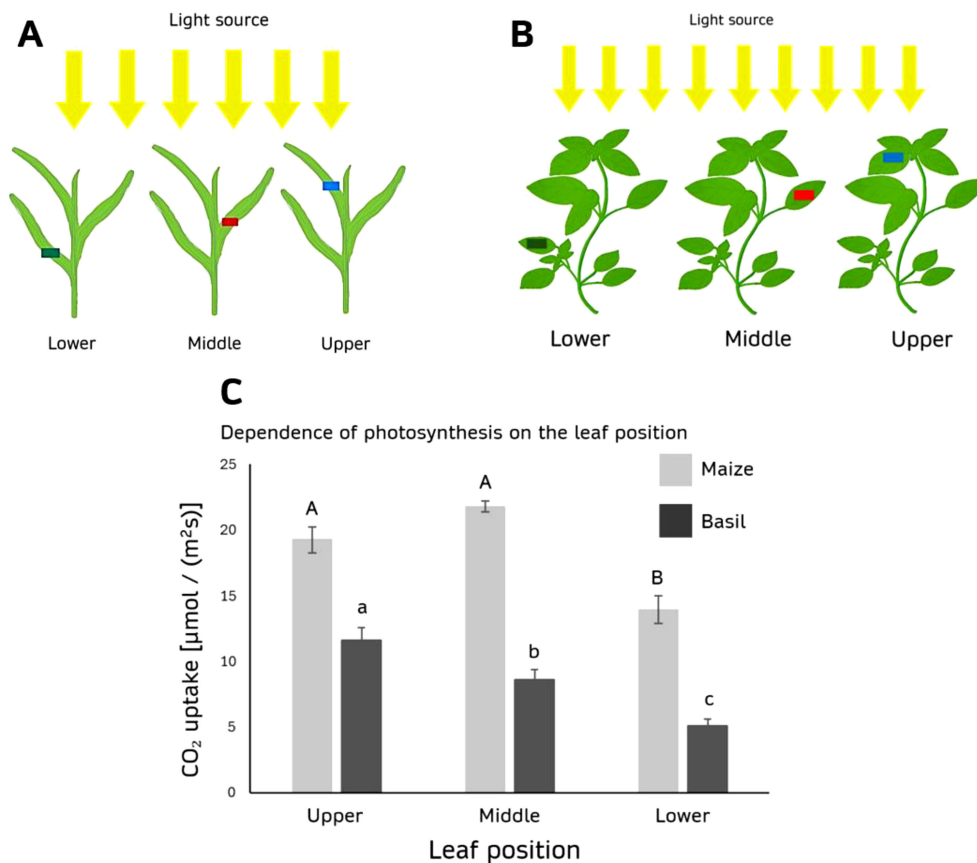 A
Light source
Lower
Middle
Upper
B
Light source
Lower
Middle
Upper
C
Dependence of photosynthesis on the leaf position
Maize
Basil
CO₂ uptake [µmol / (m²s)]
25
20
15
10
5
0
A
a
A
b
B
c
Upper
Middle
Lower
Leaf position